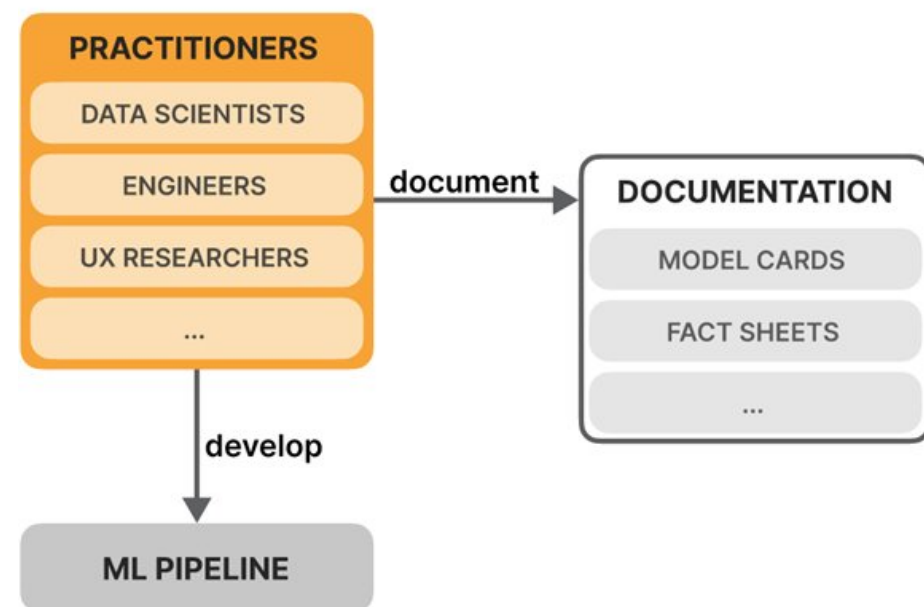 PRACTITIONERS
DATA SCIENTISTS
ENGINEERS
UX RESEARCHERS
...
document
DOCUMENTATION
MODEL CARDS
FACT SHEETS
...
develop
ML PIPELINE